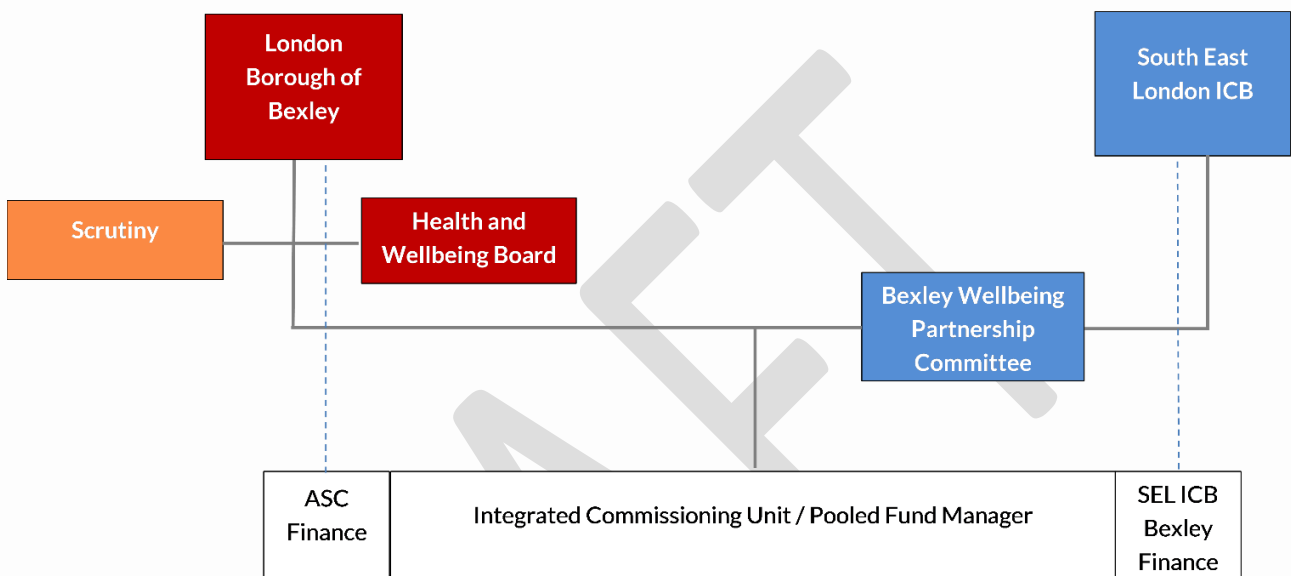 London
Borough of
Bexley
South East
London ICB
Scrutiny
Health and
Wellbeing Board
Bexley Wellbeing
Partnership
Committee
ASC
Finance
Integrated Commissioning Unit / Pooled Fund Manager
SEL ICB
Bexley
Finance